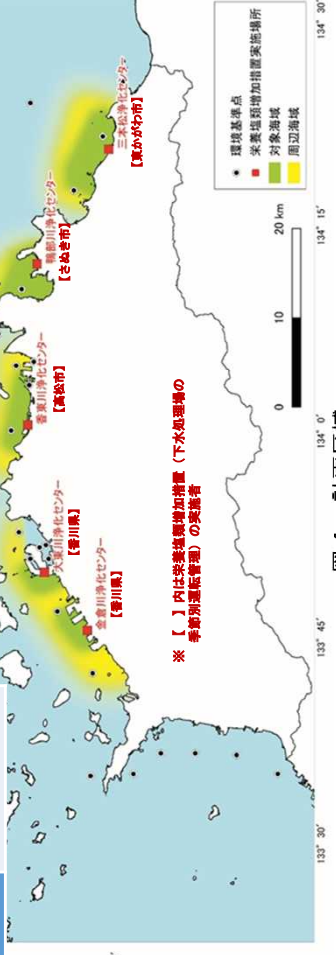 金倉川浄化センター
【香川県】
大束川浄化センター
【香川県】
香東川浄化センター
【高松市】
鴨部川浄化センター
【さぬき市】
三本松浄化センター
【東かがわ市】
※ 【 】内は栄養塩類増加措置（下水処理場の
季節別運転管理）の実施者
環境基準点
栄養塩類増加措置実施場所
対象海域
周辺海域
0 10 20 km
133° 30′ 133° 45′ 134° 0′ 134° 15′ 134° 30′